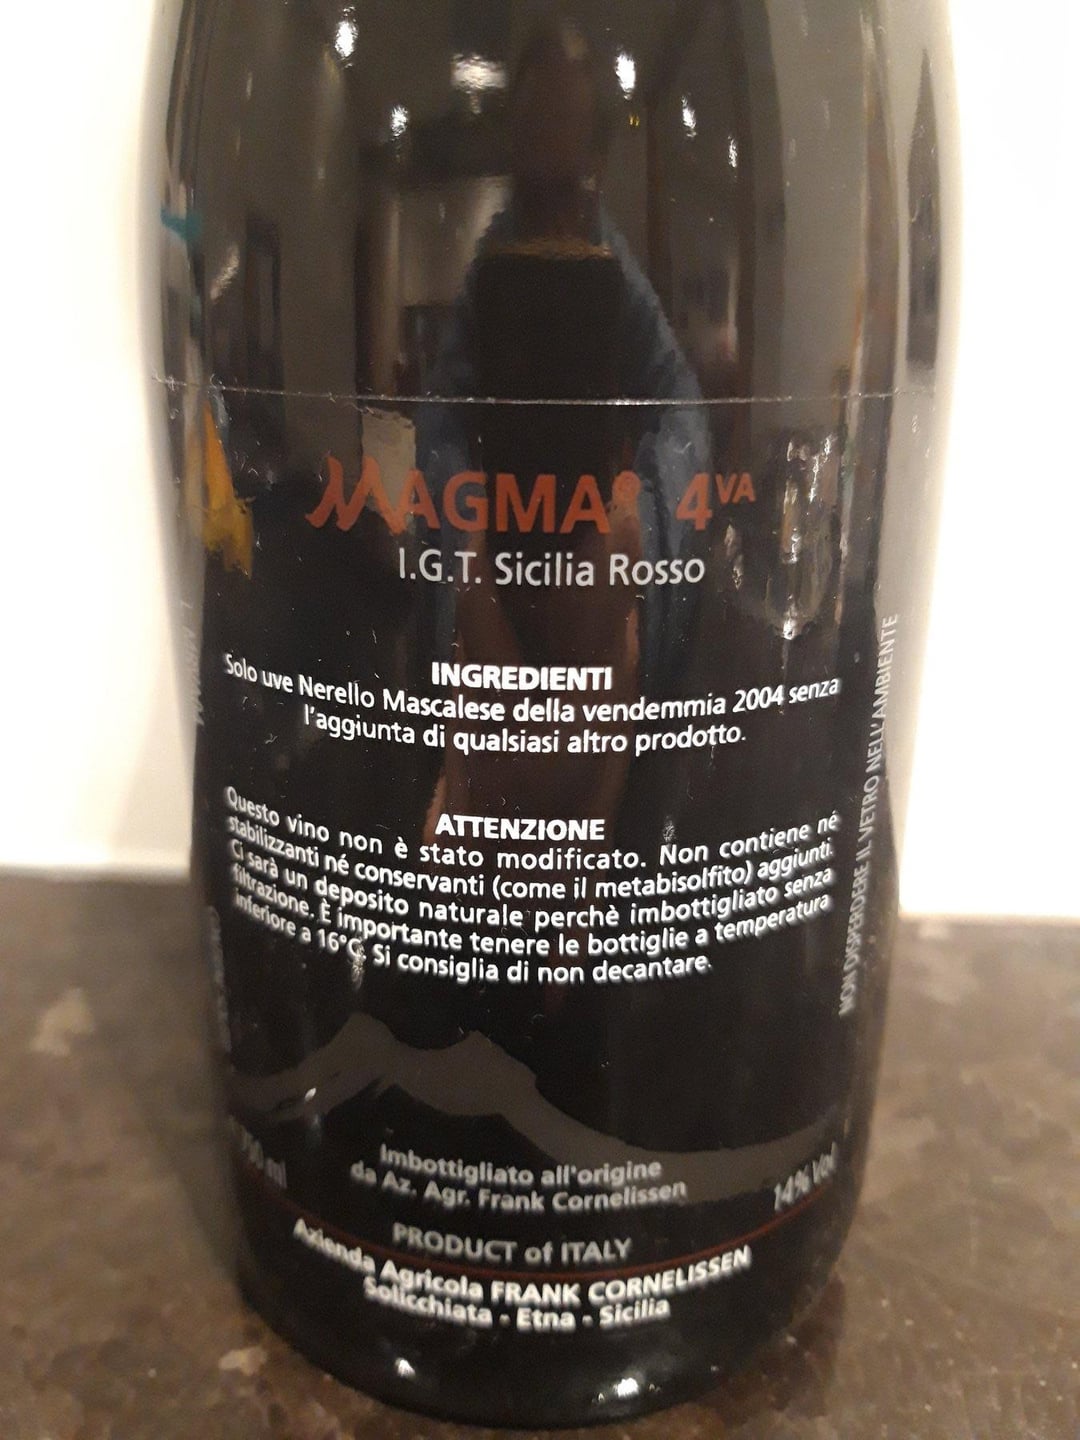 MAGMA® 4VA
I.G.T. Sicilia Rosso
INGREDIENTI
Solo uve Nerello Mascalese della vendemmia 2004 senza
l'aggiunta di qualsiasi altro prodotto.
ATTENZIONE
Questo vino non è stato modificato. Non contiene né
stabilizzanti né conservanti (come il metabisolfito) aggiunti.
Ci sarà un deposito naturale perchè imbottigliato senza
filtrazione. È importante tenere le bottiglie a temperatura
inferiore a 16°C. Si consiglia di non decantare.
NON DISPERDERE IL VETRO NELL'AMBIENTE
750 ml
Imbottigliato all'origine
da Az. Agr. Frank Cornelissen
14% Vol
PRODUCT of ITALY
Azienda Agricola FRANK CORNELISSEN
Solicchiata - Etna - Sicilia